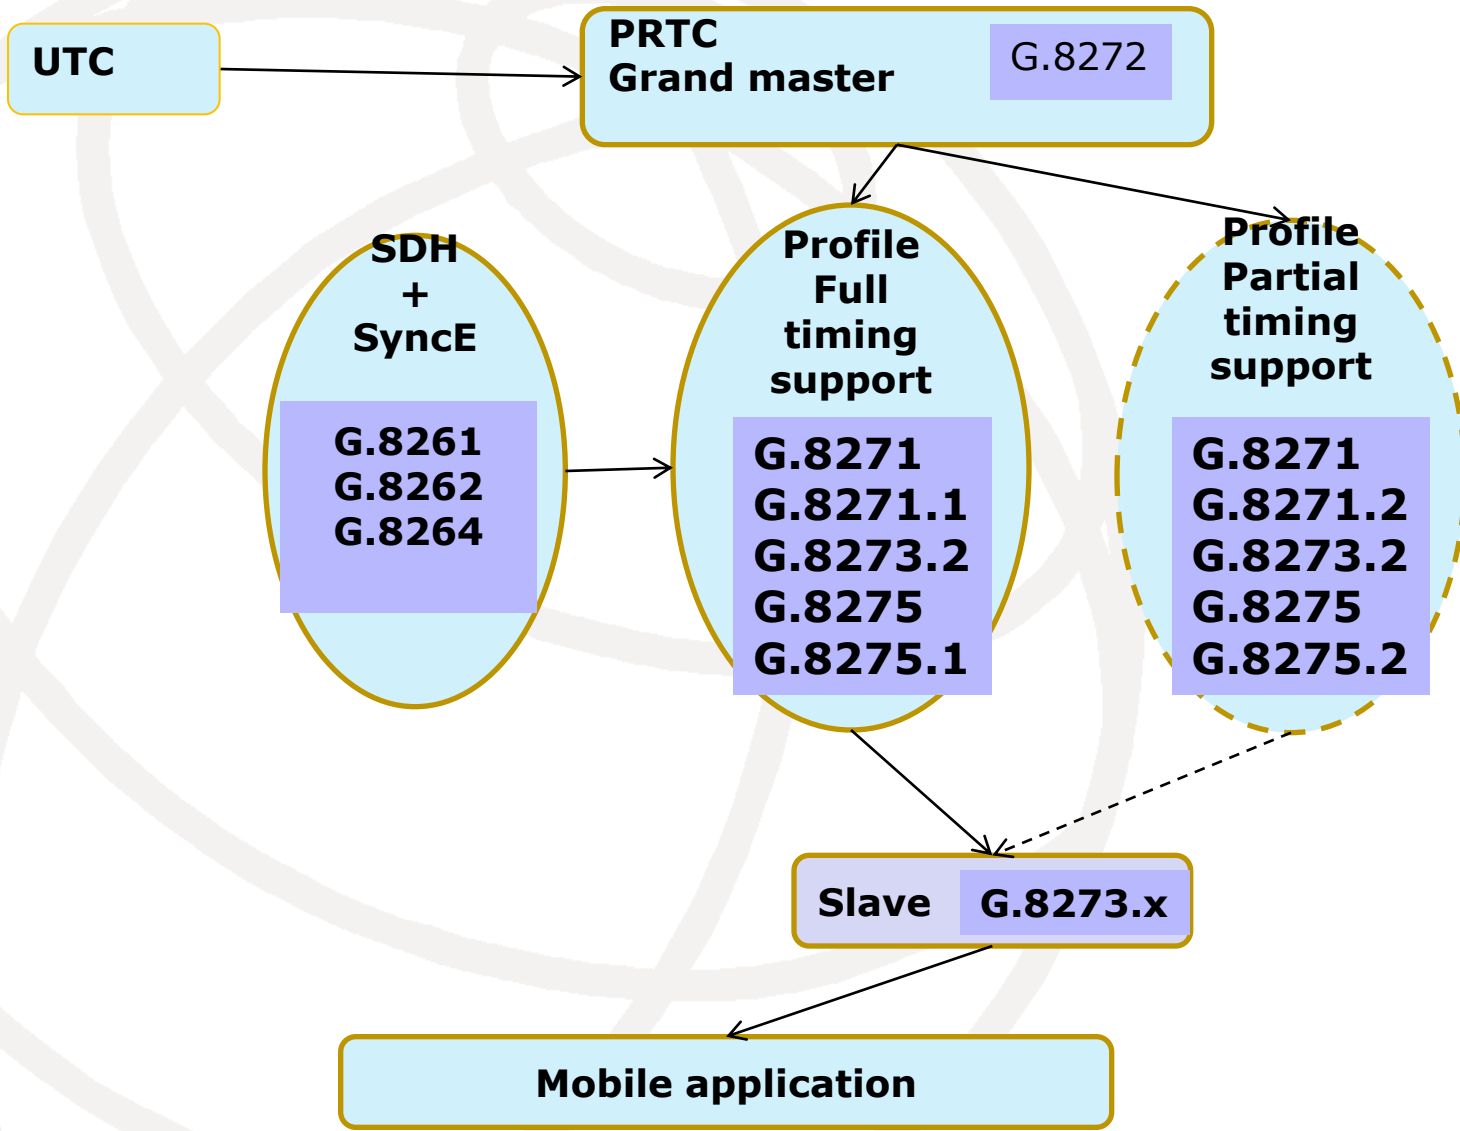 UTC
PRTC
Grand master
G.8272
SDH
+
SyncE
G.8261
G.8262
G.8264
Profile
Full
timing
support
G.8271
G.8271.1
G.8273.2
G.8275
G.8275.1
Profile
Partial
timing
support
G.8271
G.8271.2
G.8273.2
G.8275
G.8275.2
Slave
G.8273.x
Mobile application